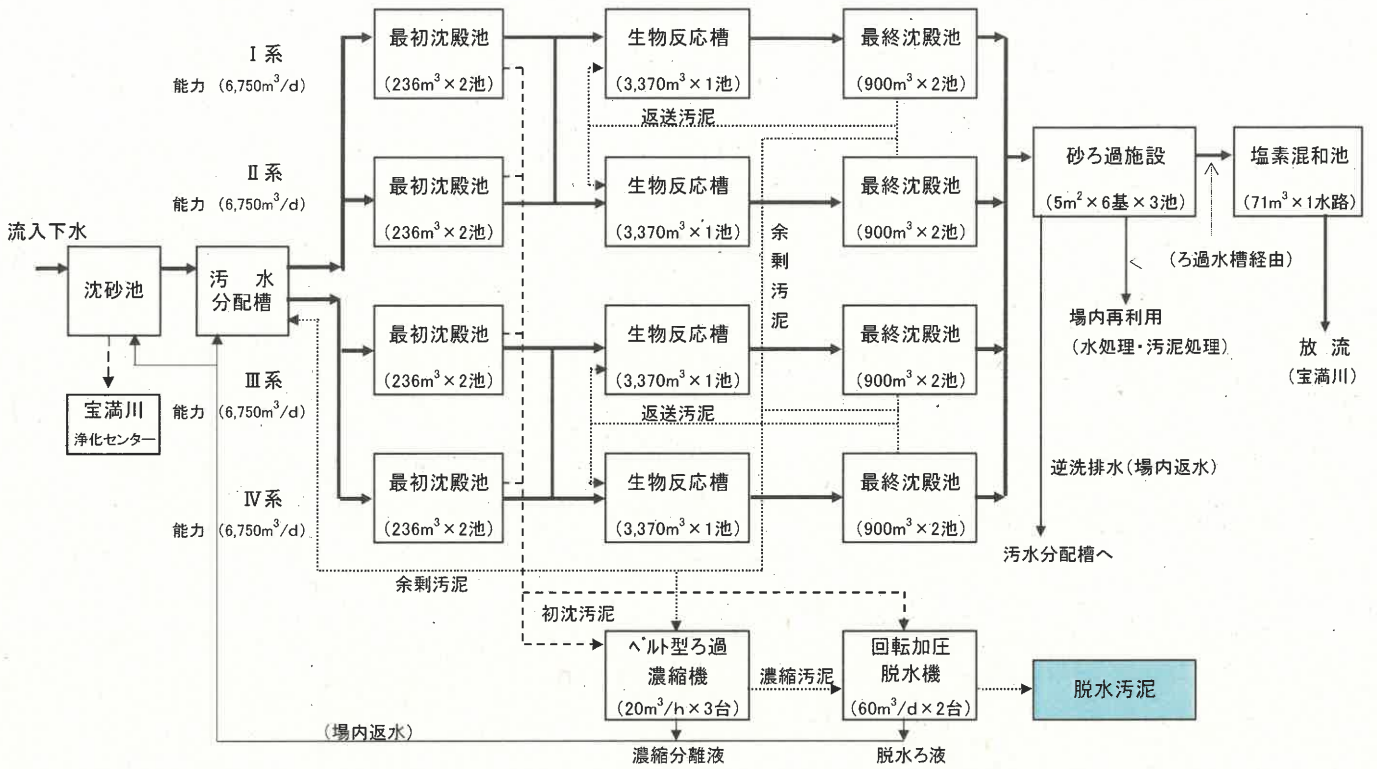 Ⅰ系
能力 (6,750m³/d)
最初沈殿池
(236m³×2池)
生物反応槽
(3,370m³×1池)
最終沈殿池
(900m³×2池)
返送汚泥
Ⅱ系
能力 (6,750m³/d)
最初沈殿池
(236m³×2池)
生物反応槽
(3,370m³×1池)
最終沈殿池
(900m³×2池)
砂ろ過施設
(5m²×6基×3池)
塩素混和池
(71m³×1水路)
流入下水
沈砂池
汚 水
分配槽
余剰汚泥
(ろ過水槽経由)
場内再利用
(水処理・汚泥処理)
放 流
(宝満川)
最初沈殿池
(236m³×2池)
生物反応槽
(3,370m³×1池)
最終沈殿池
(900m³×2池)
Ⅲ系
能力 (6,750m³/d)
宝満川
浄化センター
返送汚泥
最初沈殿池
(236m³×2池)
生物反応槽
(3,370m³×1池)
最終沈殿池
(900m³×2池)
逆洗排水(場内返水)
Ⅳ系
能力 (6,750m³/d)
汚水分配槽へ
余剰汚泥
初沈汚泥
ベルト型ろ過
濃縮機
(20m³/h×3台)
濃縮汚泥
回転加圧
脱水機
(60m³/d×2台)
脱水汚泥
(場内返水)
濃縮分離液
脱水ろ液